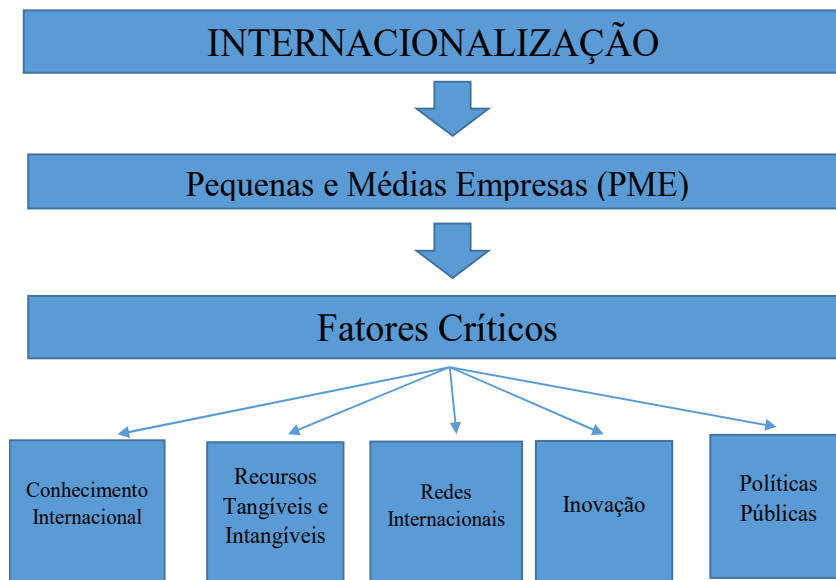 INTERNACIONALIZAÇÃO
Pequenas e Médias Empresas (PME)
Fatores Críticos
Conhecimento
Internacional
Recursos
Tangíveis e
Intangíveis
Redes
Internacionais
Inovação
Políticas
Públicas